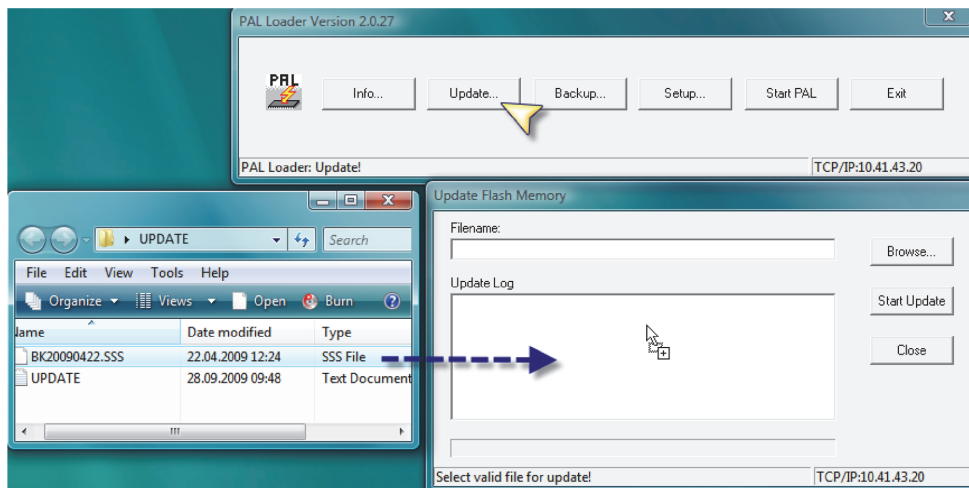 PAL Loader Version 2.0.27
PAL
Info... Update... Backup... Setup... Start PAL Exit
PAL Loader: Update! TCP/IP:10.41.43.20
UPDATE Search
File Edit View Tools Help
Organize Views Open Burn ?
Name Date modified Type
BK20090422.SSS 22.04.2009 12:24 SSS File
UPDATE 28.09.2009 09:48 Text Document
Update Flash Memory
Filename:
Browse...
Update Log
Start Update
Close
Select valid file for update! TCP/IP:10.41.43.20